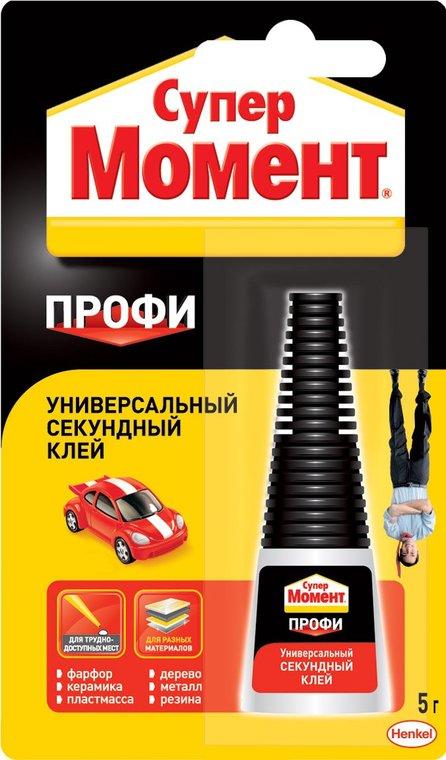 Супер
Момент®
ПРОФИ
УНИВЕРСАЛЬНЫЙ
СЕКУНДНЫЙ
КЛЕЙ
ДЛЯ ТРУДНО-
ДОСТУПНЫХ МЕСТ
ДЛЯ РАЗНЫХ
МАТЕРИАЛОВ
фарфор
керамика
пластмасса
дерево
металл
резина
Супер
Момент
ПРОФИ
Универсальный
СЕКУНДНЫЙ
КЛЕЙ
5 г
Henkel